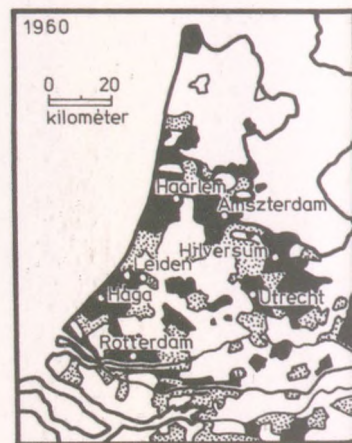 1960
0 20
kilométer
Haarlem
Amszterdam
Hilversum
Leiden
Hága
Utrecht
Rotterdam